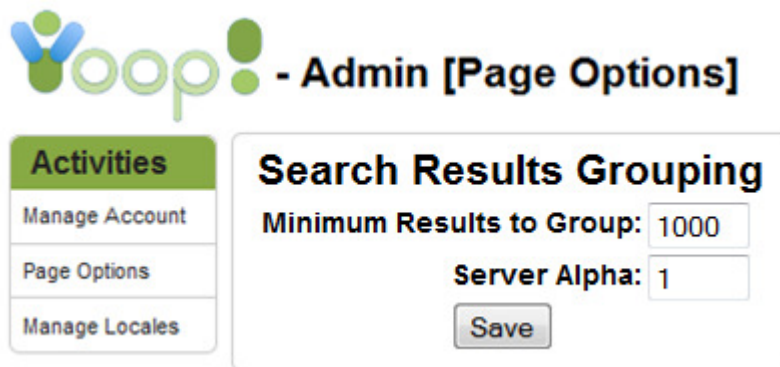 Yoop! - Admin [Page Options]
Activities
Manage Account
Page Options
Manage Locales
Search Results Grouping
Minimum Results to Group: 1000
Server Alpha: 1
Save